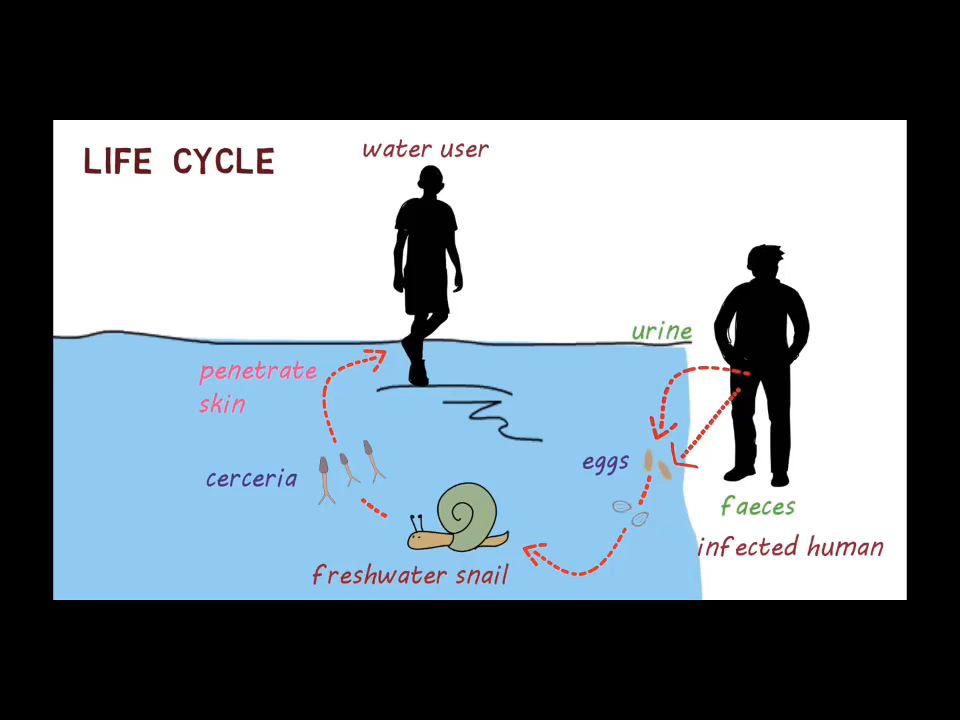 LIFE CYCLE
water user
urine
penetrate
skin
eggs
cerceria
faeces
infected human
freshwater snail